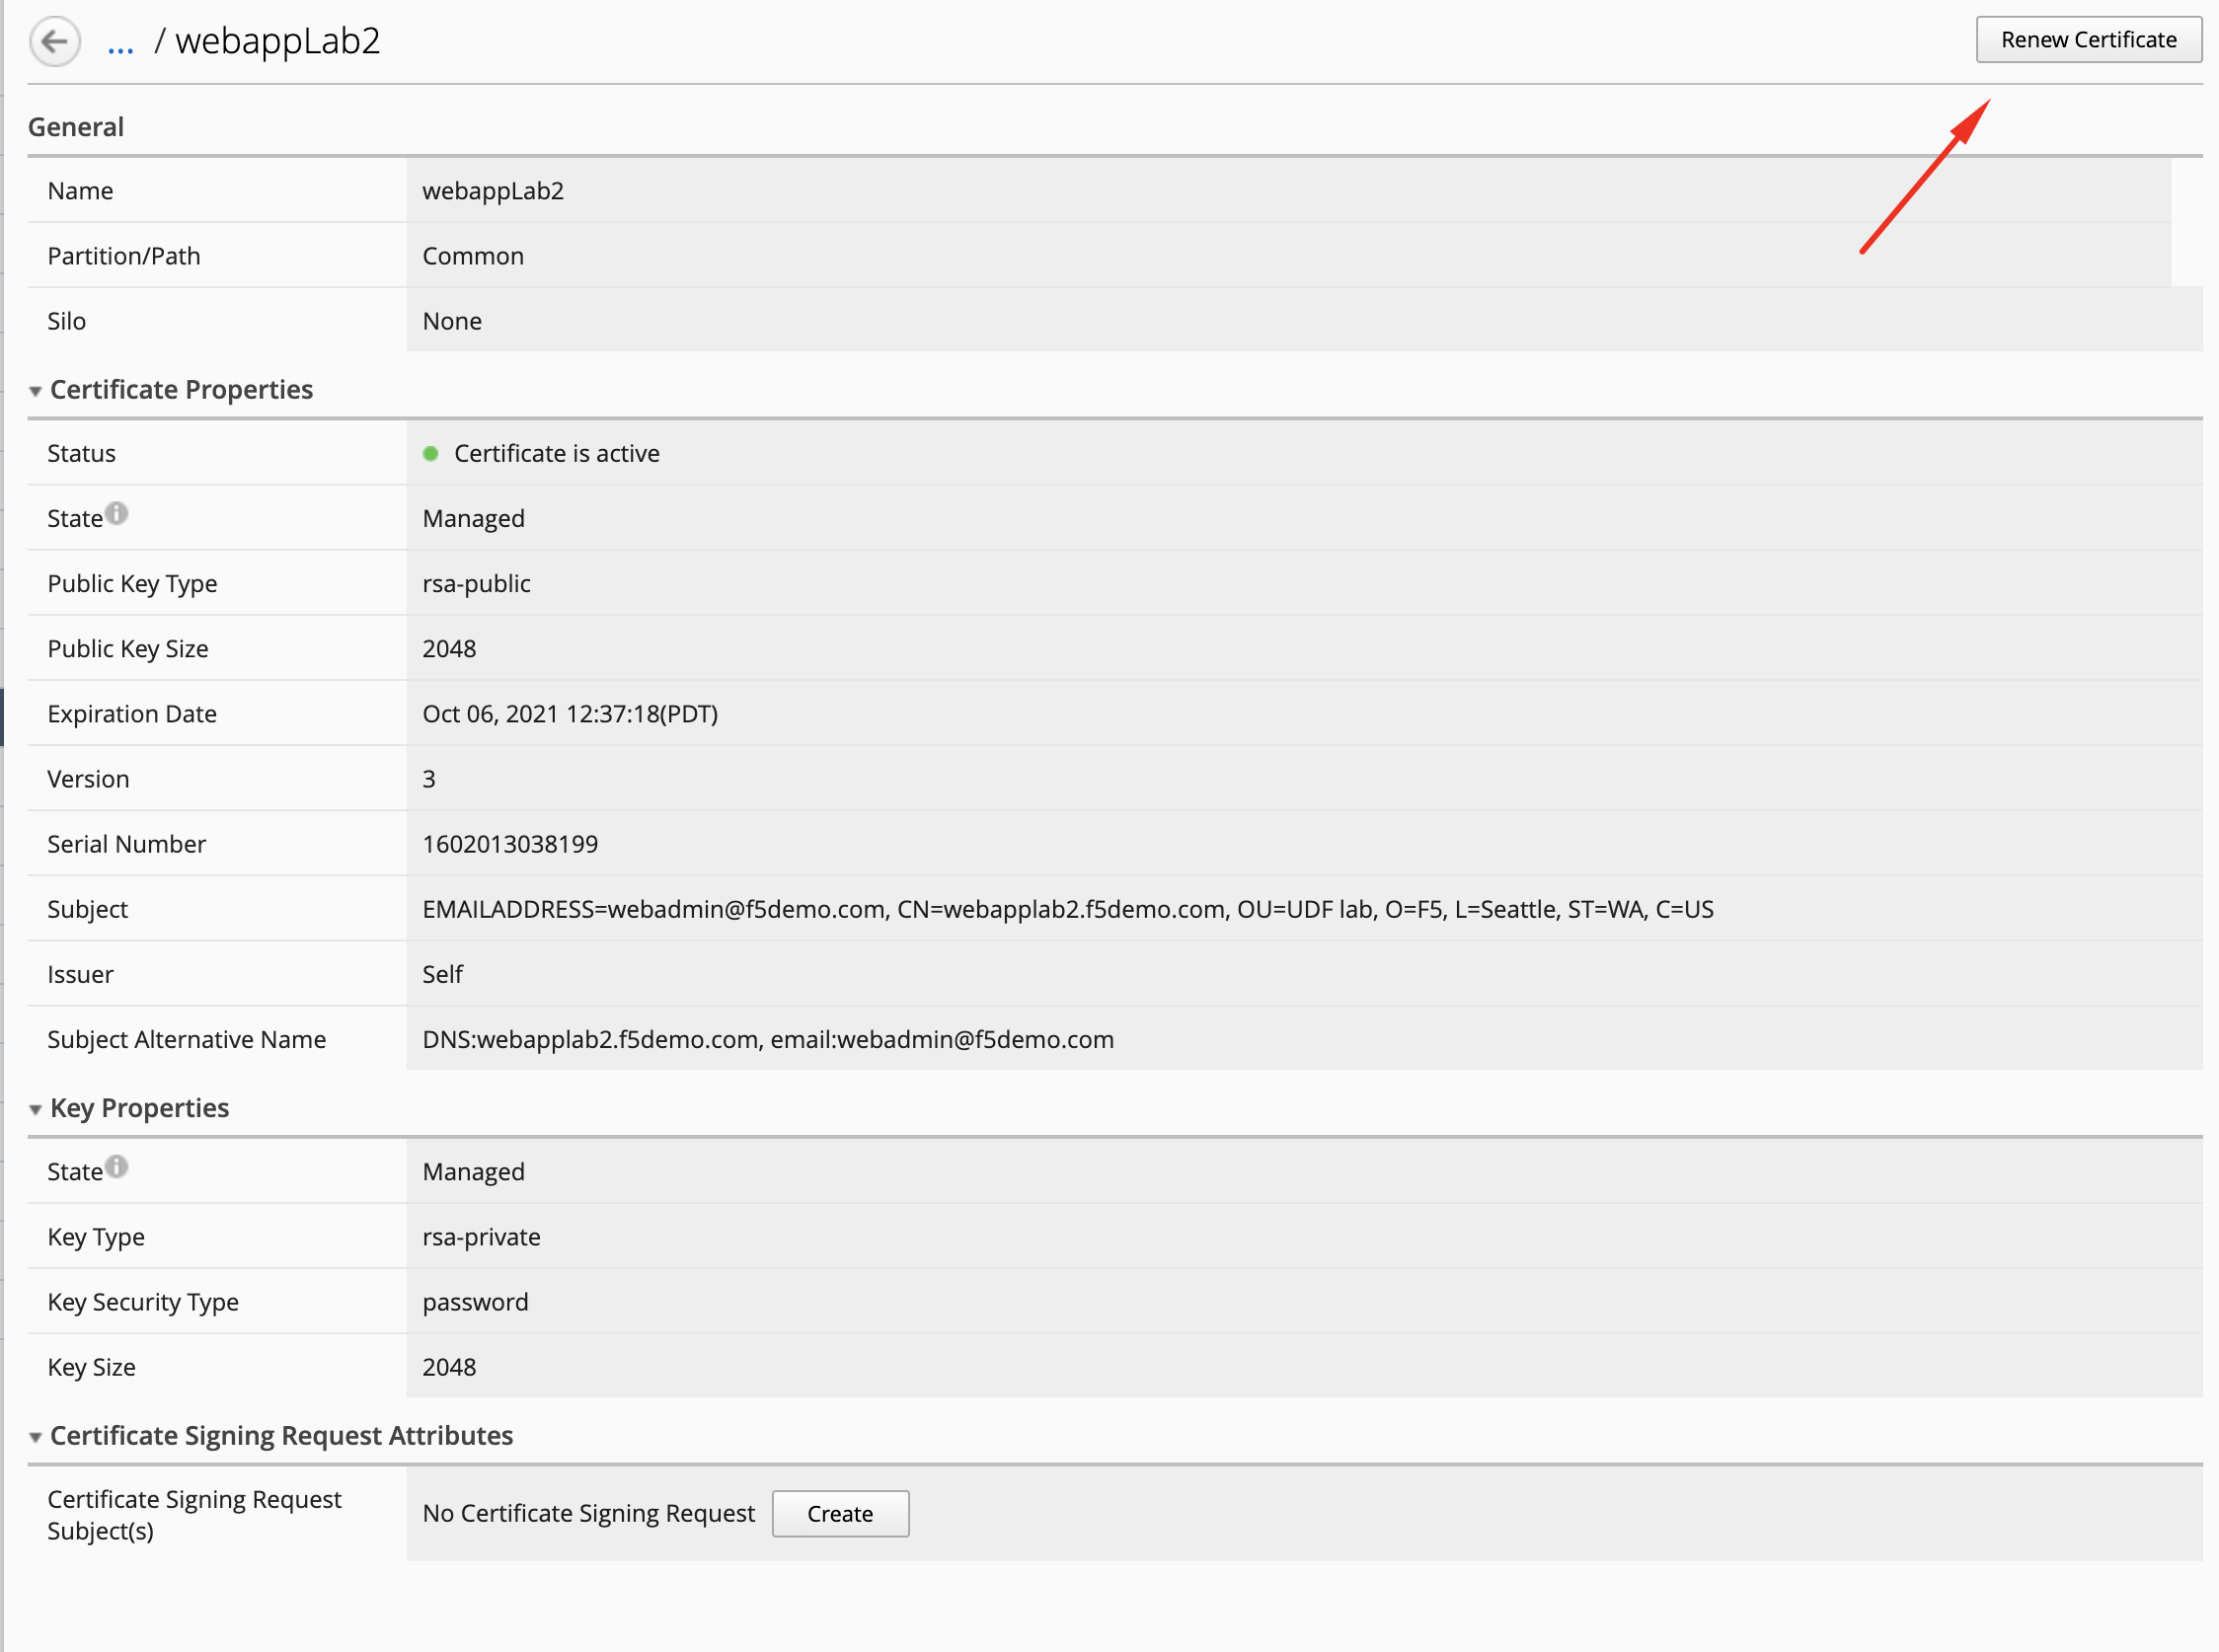 ... / webappLab2
Renew Certificate
General
Name webappLab2
Partition/Path Common
Silo None
Certificate Properties
Status Certificate is active
State Managed
Public Key Type rsa-public
Public Key Size 2048
Expiration Date Oct 06, 2021 12:37:18(PDT)
Version 3
Serial Number 1602013038199
Subject EMAILADDRESS=webadmin@f5demo.com, CN=webapplab2.f5demo.com, OU=UDF lab, O=F5, L=Seattle, ST=WA, C=US
Issuer Self
Subject Alternative Name DNS:webapplab2.f5demo.com, email:webadmin@f5demo.com
Key Properties
State Managed
Key Type rsa-private
Key Security Type password
Key Size 2048
Certificate Signing Request Attributes
Certificate Signing Request
Subject(s)
No Certificate Signing Request Create